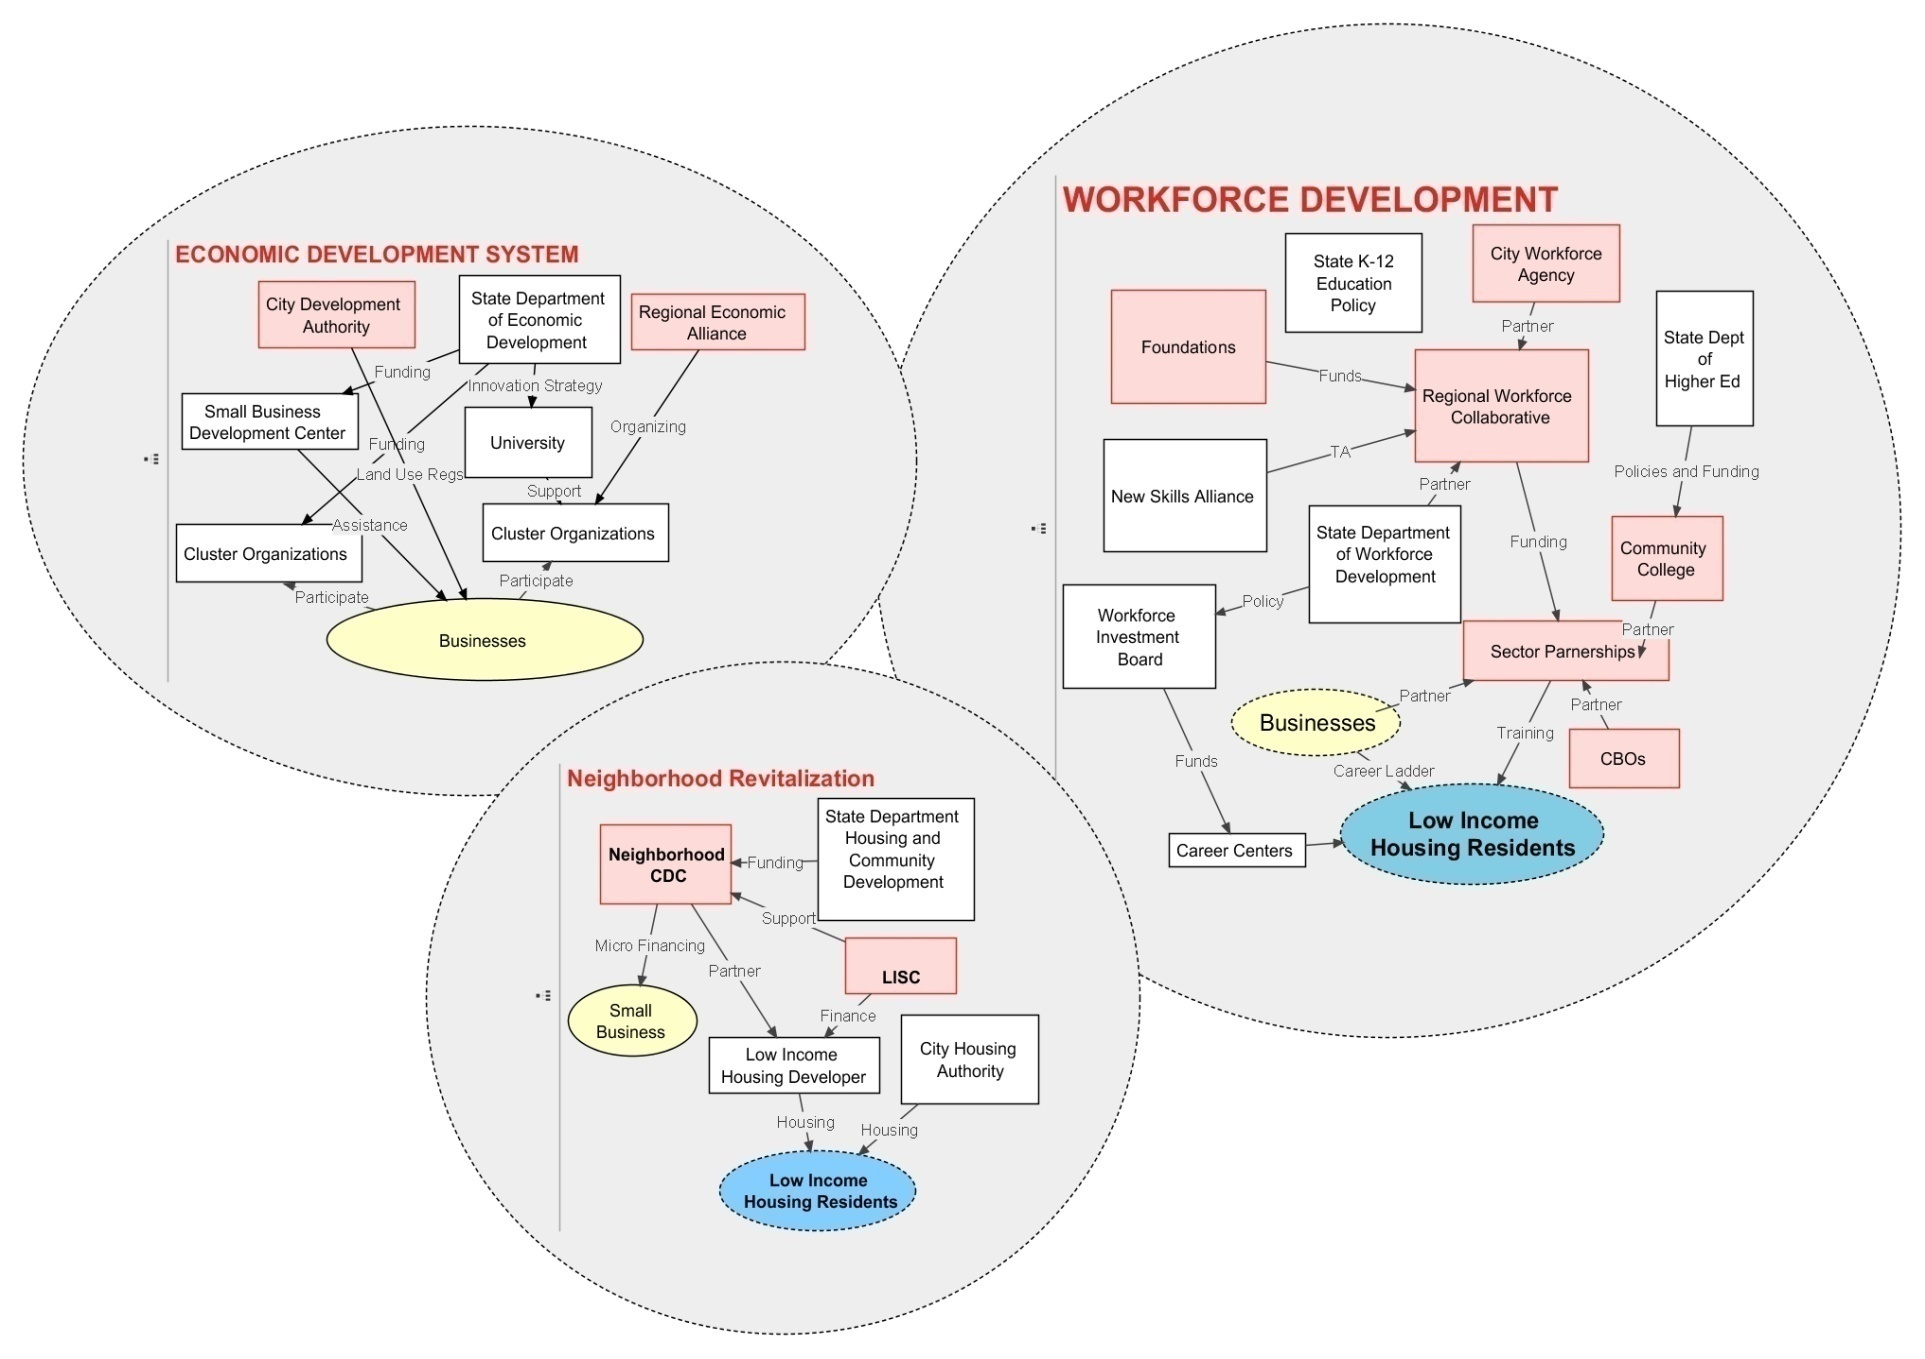 ECONOMIC DEVELOPMENT SYSTEM
City Development
Authority
State Department
of Economic
Development
Regional Economic
Alliance
Funding
Innovation Strategy
Small Business
Development Center
University
Organizing
Funding
Land Use Regs
Support
Assistance
Cluster Organizations
Cluster Organizations
Participate
Participate
Businesses
WORKFORCE DEVELOPMENT
State K-12
Education
Policy
City Workforce
Agency
Partner
Foundations
Funds
Regional Workforce
Collaborative
State Dept
of
Higher Ed
New Skills Alliance
TA
Partner
Policies and Funding
State Department
of Workforce
Development
Funding
Community
College
Policy
Workforce
Investment
Board
Partner
Sector Parnerships
Businesses
Partner
Partner
Training
CBOs
Funds
Career Ladder
Career Centers
Low Income
Housing Residents
Neighborhood Revitalization
Neighborhood
CDC
Funding
State Department
Housing and
Community
Development
Support
LISC
Micro Financing
Partner
Finance
Small
Business
Low Income
Housing Developer
City Housing
Authority
Housing
Housing
Low Income
Housing Residents